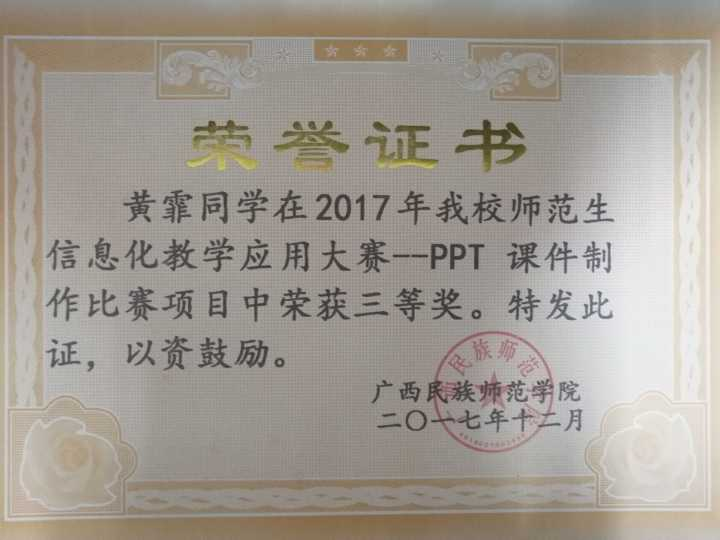 荣誉证书
黄霏同学在2017年我校师范生
信息化教学应用大赛--PPT 课件制
作比赛项目中荣获三等奖。特发此
证，以资鼓励。
广西民族师范学院
二〇一七年十二月